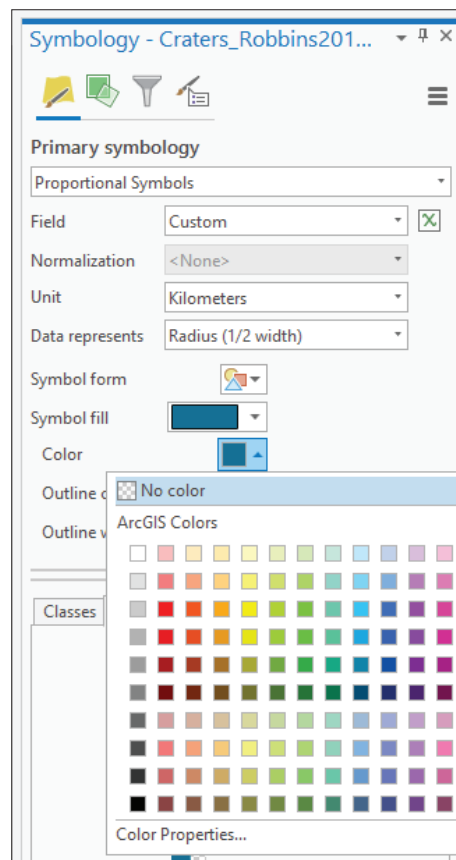 Symbology - Craters_Robbins201...
Primary symbology
Proportional Symbols
Field Custom
Normalization <None>
Unit Kilometers
Data represents Radius (1/2 width)
Symbol form
Symbol fill
Color
No color
Outline
ArcGIS Colors
Outline
Classes
Color Properties...